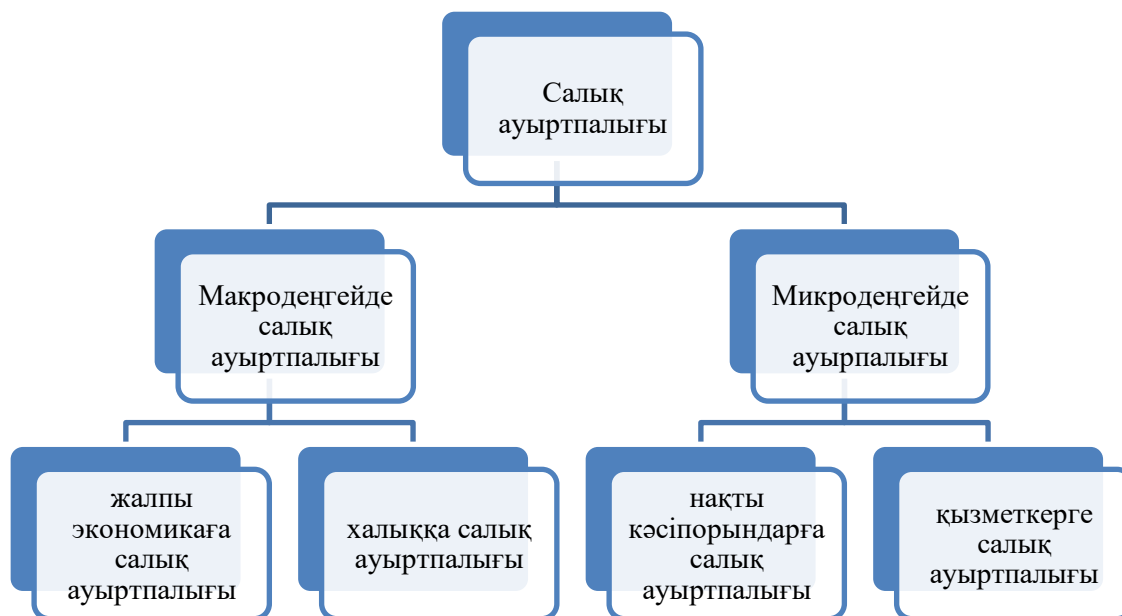 Салық
ауыртпалығы
Макродеңгейде
салық
ауыртпалығы
Микродеңгейде
салық
ауырпалығы
жалпы
экономикаға
салық
ауыртпалығы
халыққа салық
ауыртпалығы
нақты
кәсіпорындарға
салық
ауыртпалығы
қызметкерге
салық
ауыртпалығы